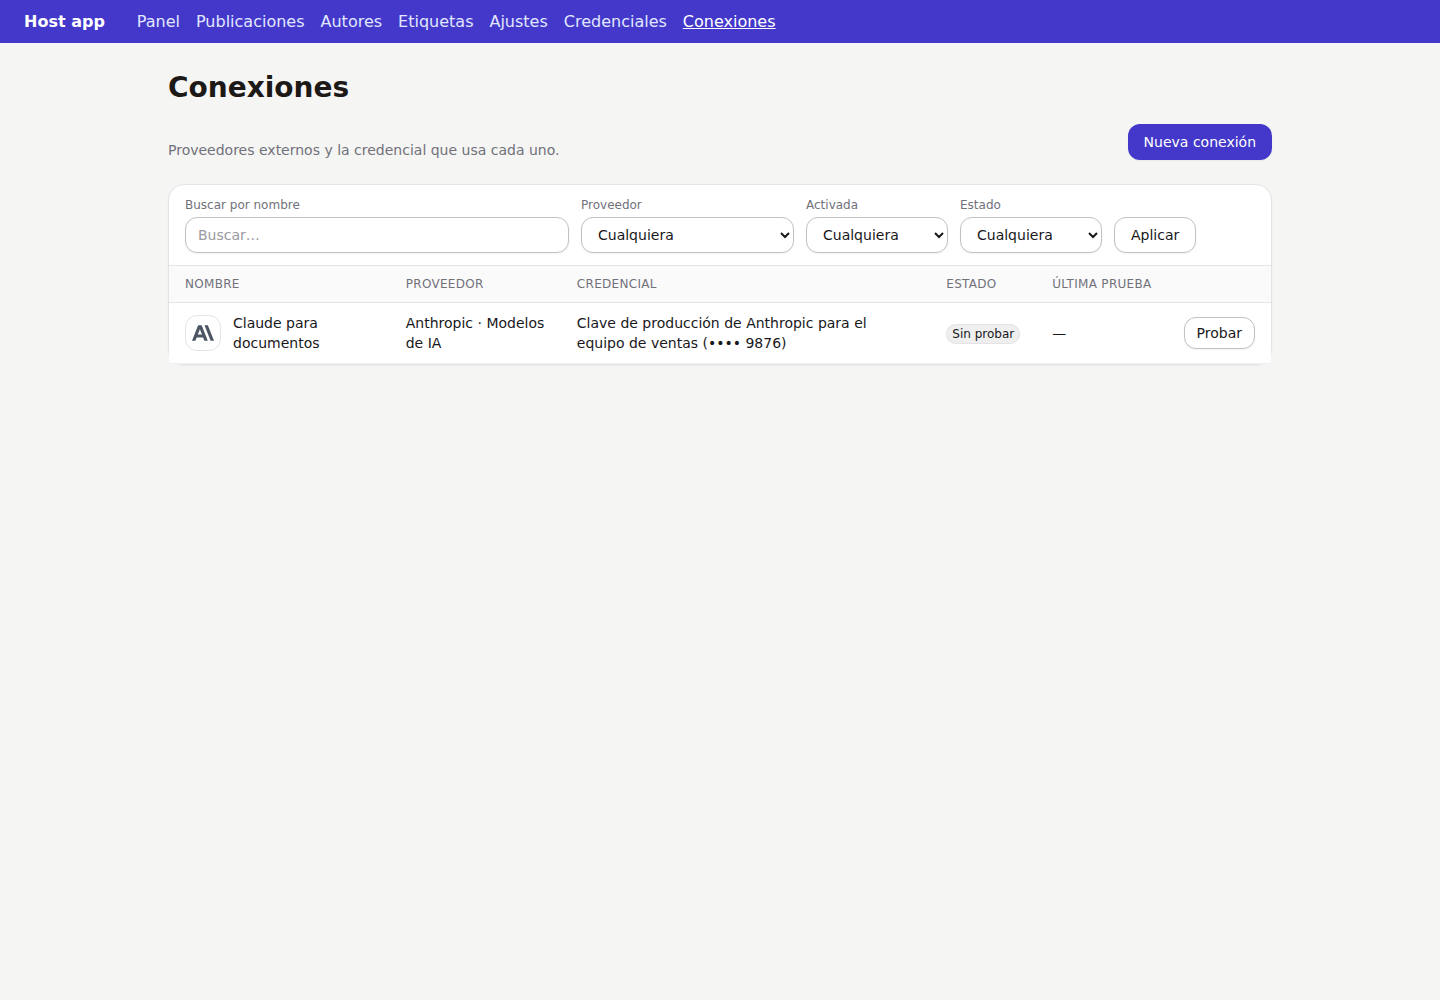 Host app Panel Publicaciones Autores Etiquetas Ajustes Credenciales Conexiones
Conexiones
Proveedores externos y la credencial que usa cada uno.
Nueva conexión
Buscar por nombre Proveedor Activada Estado
Buscar… Cualquiera Cualquiera Cualquiera Aplicar
NOMBRE PROVEEDOR CREDENCIAL ESTADO ÚLTIMA PRUEBA
Claude para documentos
Anthropic · Modelos de IA
Clave de producción de Anthropic para el
equipo de ventas (•••• 9876)
Sin probar
—
Probar